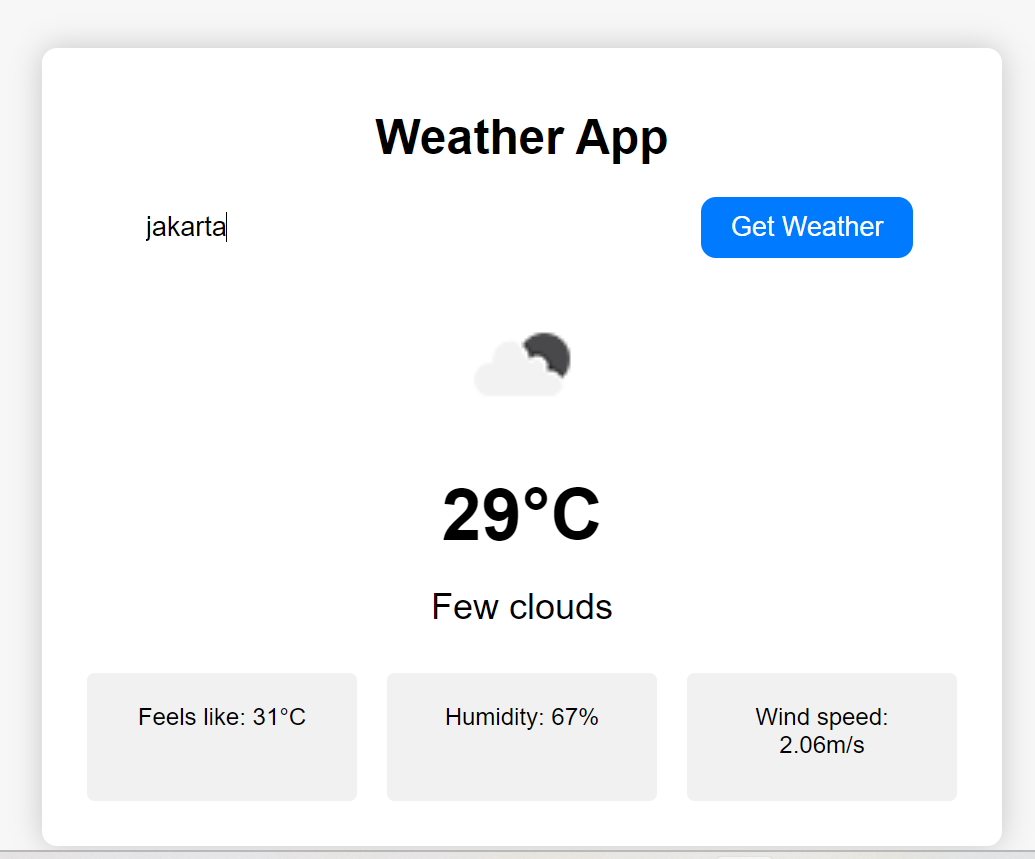 Weather App
jakarta
Get Weather
29°C
Few clouds
Feels like: 31°C
Humidity: 67%
Wind speed:
2.06m/s